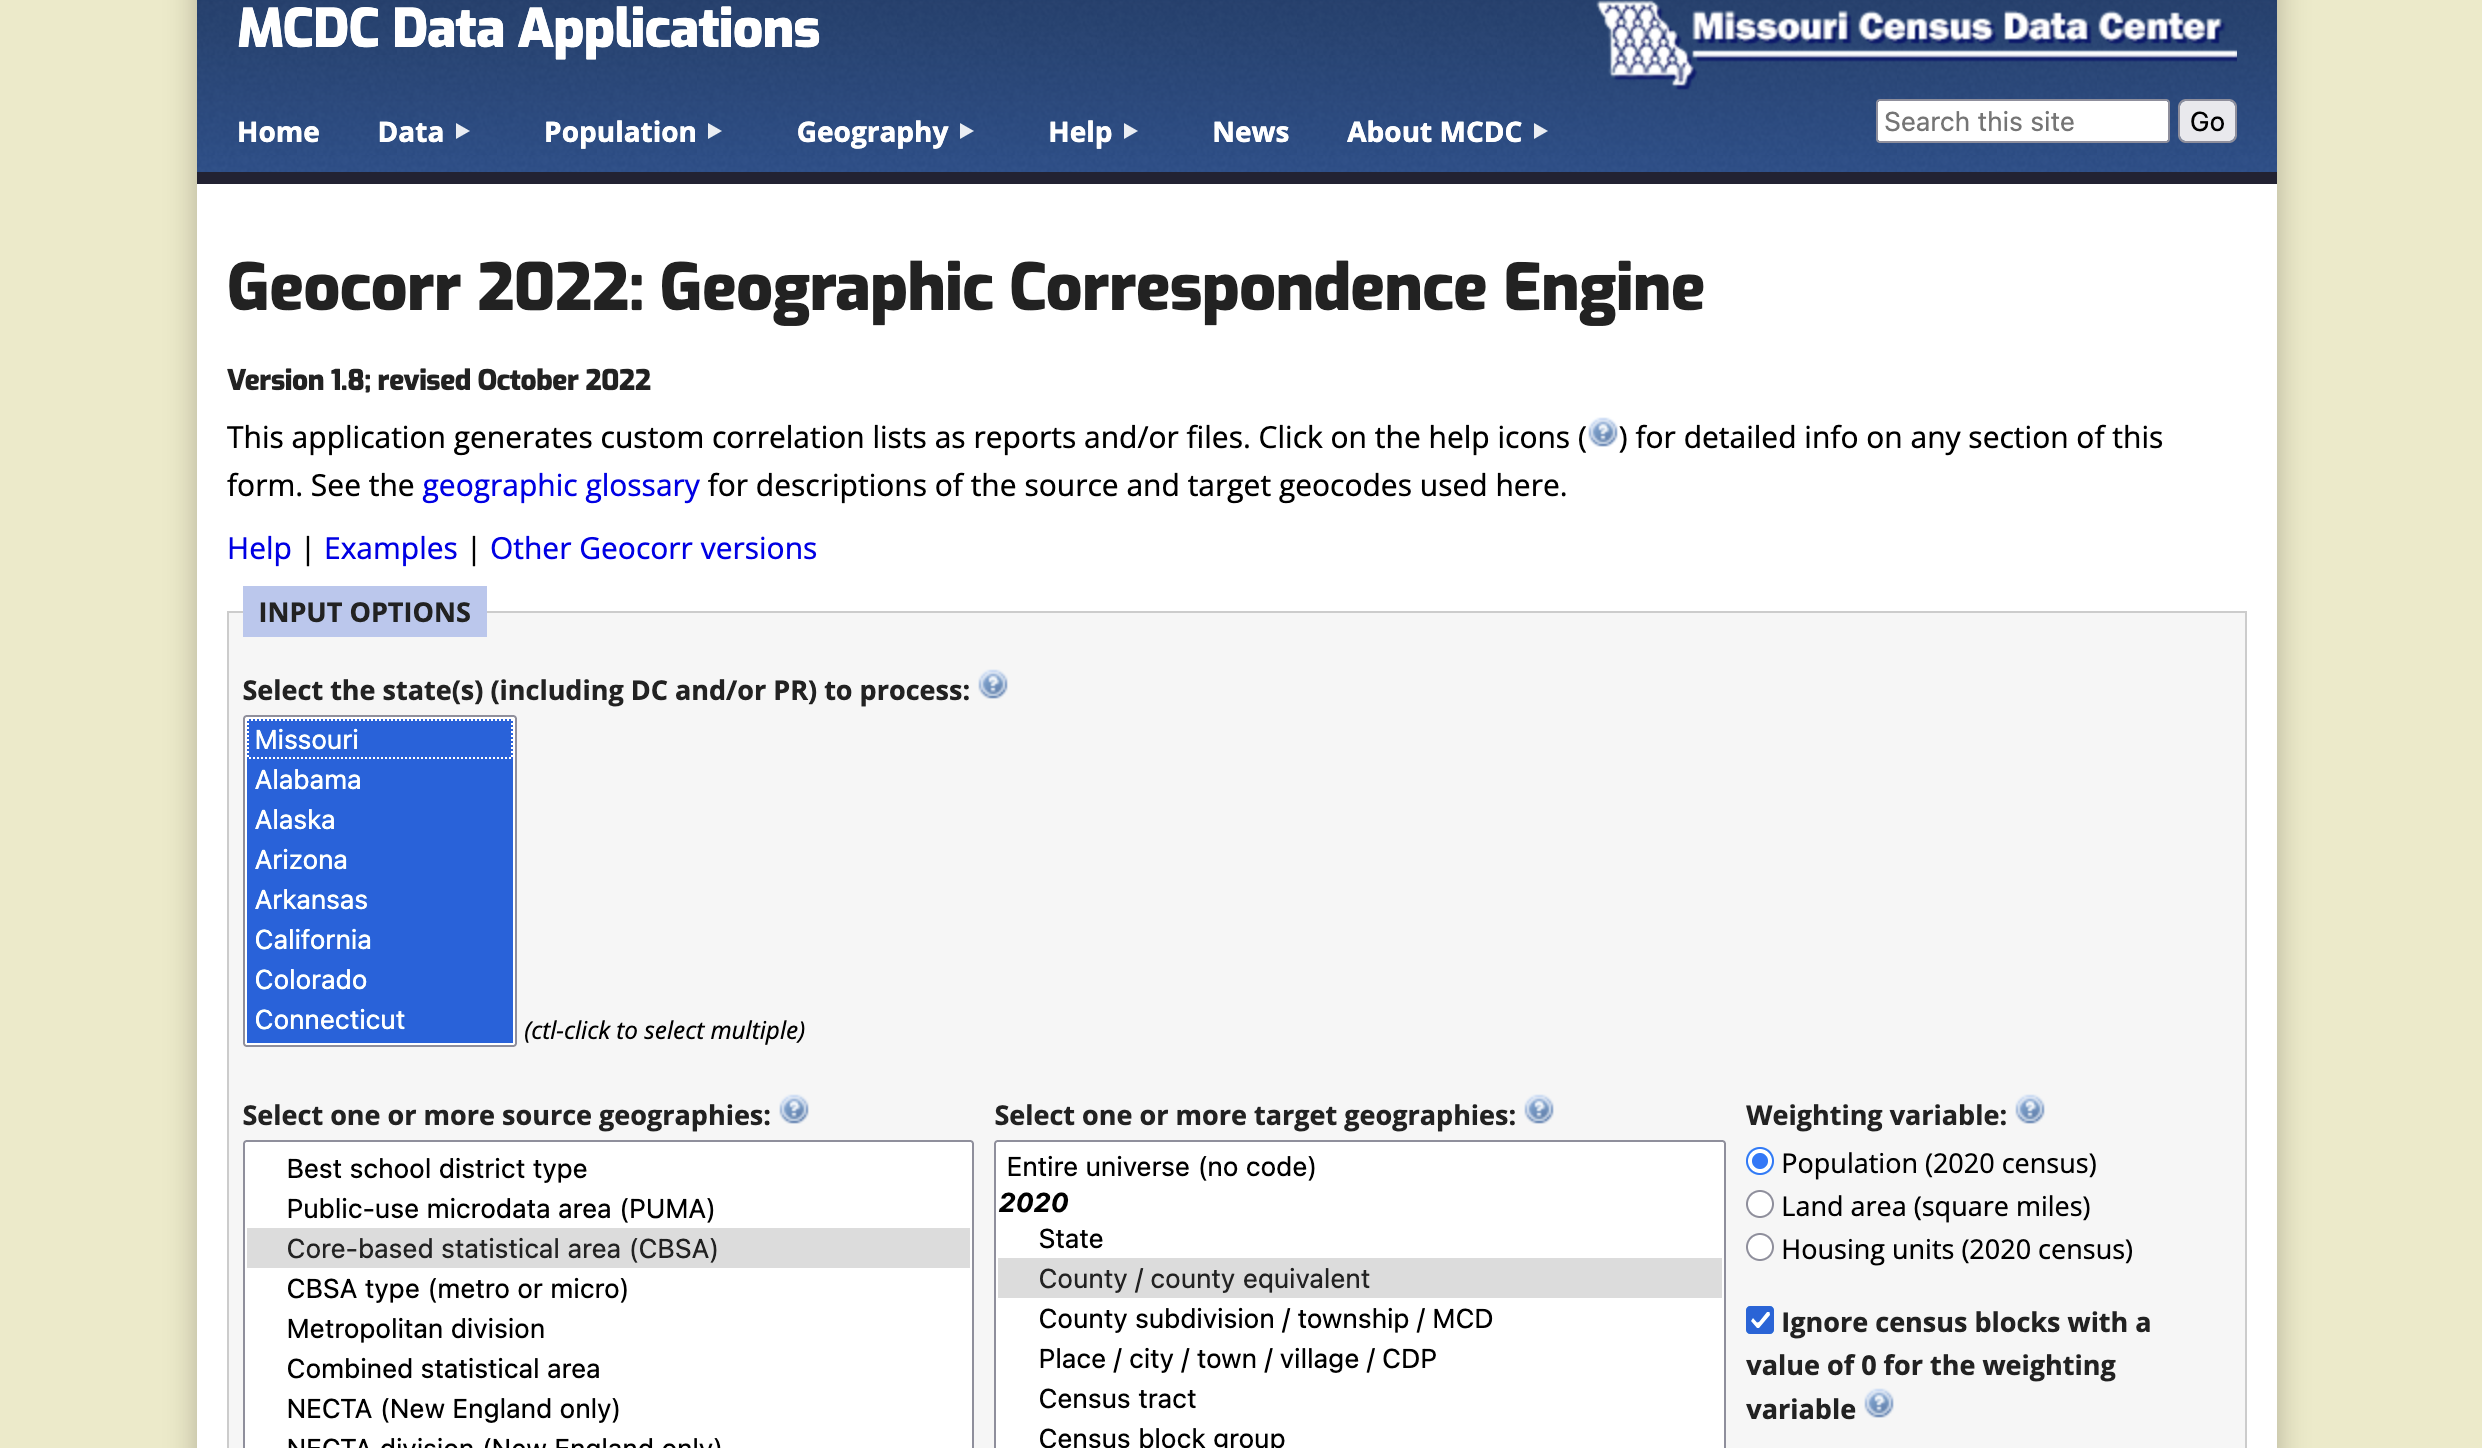 MCDC Data Applications
Missouri Census Data Center
Home Data Population Geography Help News About MCDC
Search this site Go
Geocorr 2022: Geographic Correspondence Engine
Version 1.8; revised October 2022
This application generates custom correlation lists as reports and/or files. Click on the help icons (?) for detailed info on any section of this
form. See the geographic glossary for descriptions of the source and target geocodes used here.
Help | Examples | Other Geocorr versions
INPUT OPTIONS
Select the state(s) (including DC and/or PR) to process: ?
Missouri
Alabama
Alaska
Arizona
Arkansas
California
Colorado
Connecticut
(ctl-click to select multiple)
Select one or more source geographies: ?
Best school district type
Public-use microdata area (PUMA)
Core-based statistical area (CBSA)
CBSA type (metro or micro)
Metropolitan division
Combined statistical area
NECTA (New England only)
NECTA division (New England only)
Select one or more target geographies: ?
Entire universe (no code)
2020
State
County / county equivalent
County subdivision / township / MCD
Place / city / town / village / CDP
Census tract
Census block group
Weighting variable: ?
Population (2020 census)
Land area (square miles)
Housing units (2020 census)
Ignore census blocks with a
value of 0 for the weighting
variable ?